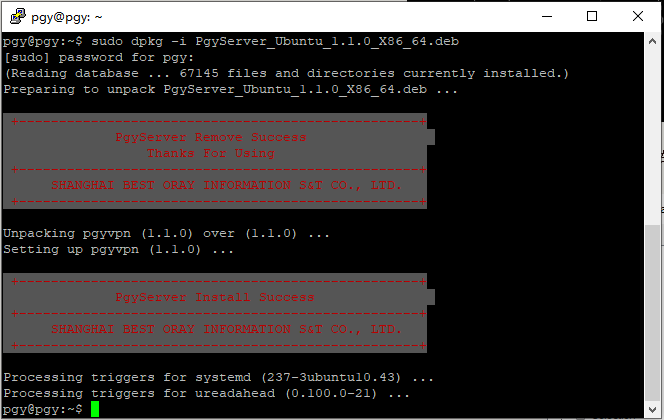 pgy@pgy: ~
pgy@pgy:~$ sudo dpkg -i PgyServer_Ubuntu_1.1.0_X86_64.deb
[sudo] password for pgy:
(Reading database ... 67145 files and directories currently installed.)
Preparing to unpack PgyServer_Ubuntu_1.1.0_X86_64.deb ...
+--------------------------------------------------+
PgyServer Remove Success
Thanks For Using
+--------------------------------------------------+
SHANGHAI BEST ORAY INFORMATION S&T CO., LTD.
+--------------------------------------------------+
Unpacking pgyvpn (1.1.0) over (1.1.0) ...
Setting up pgyvpn (1.1.0) ...
+--------------------------------------------------+
PgyServer Install Success
+--------------------------------------------------+
SHANGHAI BEST ORAY INFORMATION S&T CO., LTD.
+--------------------------------------------------+
Processing triggers for systemd (237-3ubuntu10.43) ...
Processing triggers for ureadahead (0.100.0-21) ...
pgy@pgy:~$